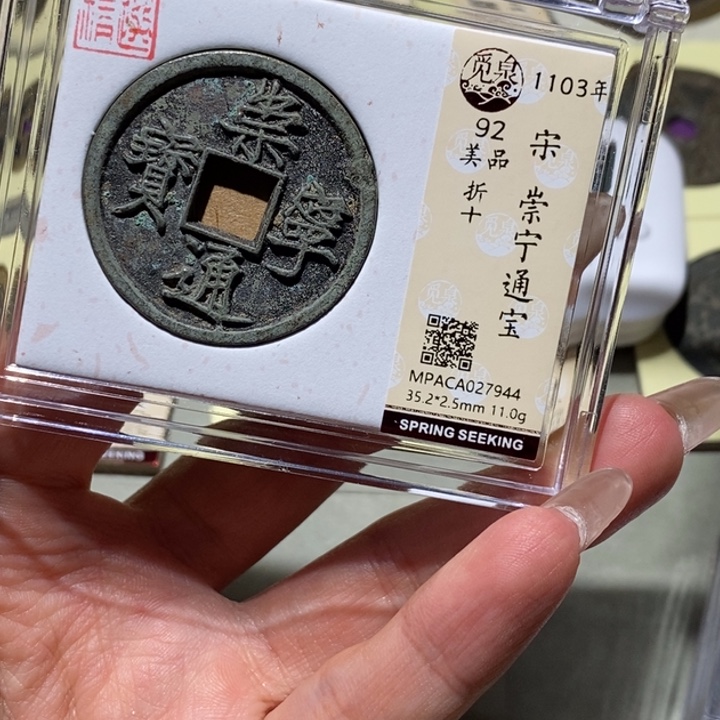 信
崇
寧
通
寶
觅泉
1103年
92
美品
折十
宋 崇宁通宝
MPACA027944
35.2*2.5mm 11.0g
SPRING SEEKING